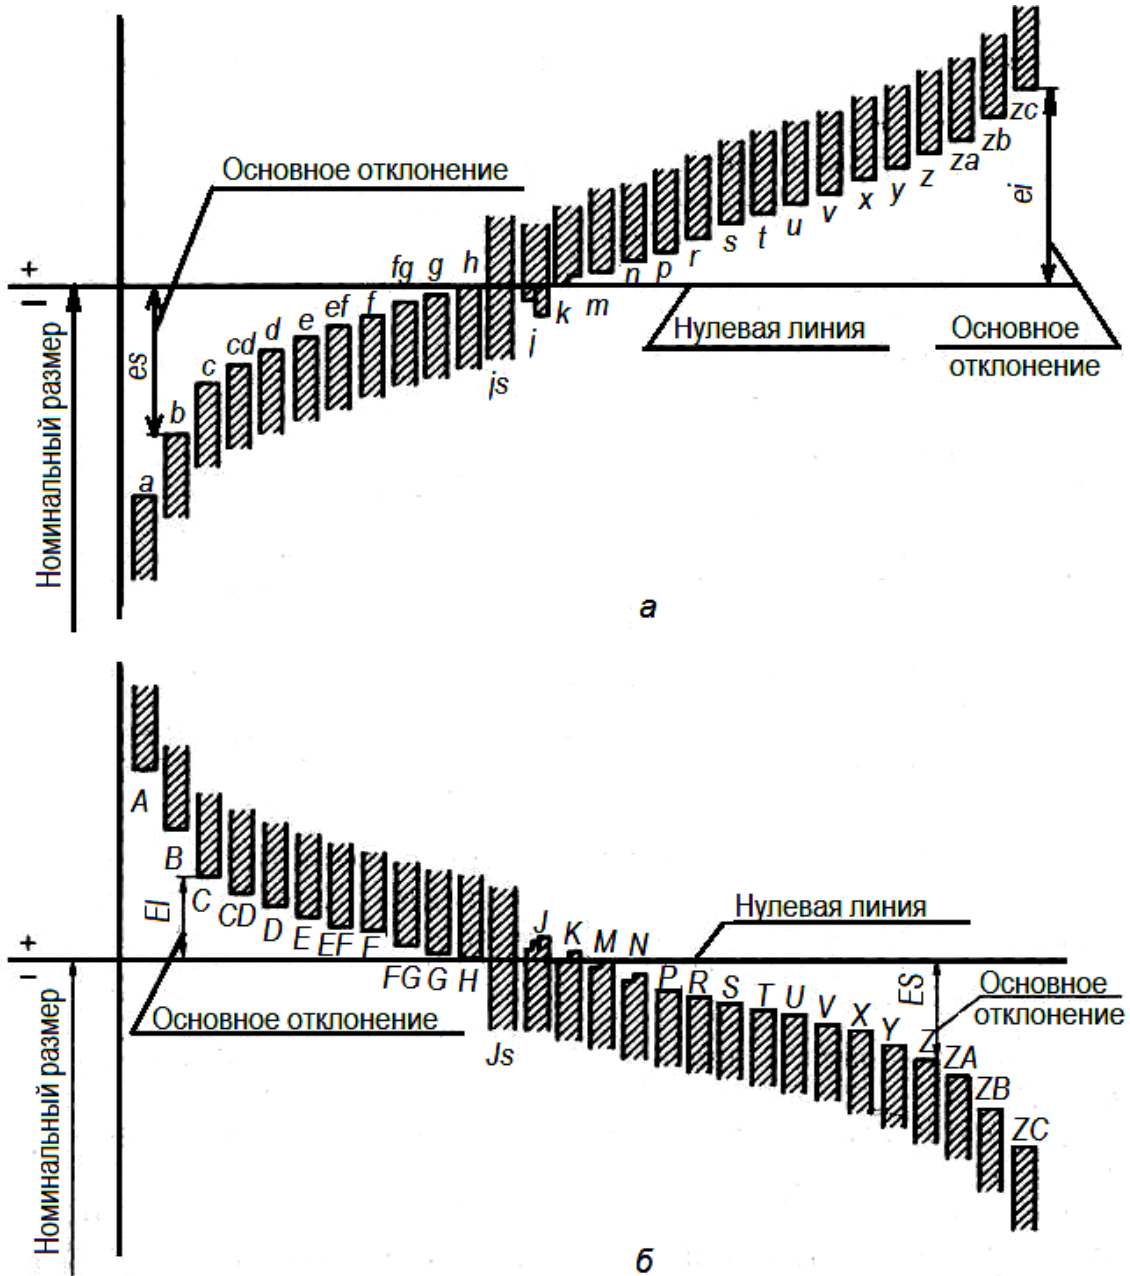 zc
zb
za
z
y
x
v
u
t
s
r
p
n
m
k
j
js
h
g
fg
f
ef
e
d
cd
c
b
a
Основное отклонение
+
−
es
ei
Номинальный размер
Нулевая линия
Основное
отклонение
а
A
B
C
CD
D
E
EF
F
FG
G
H
Js
J
K
M
N
P
R
S
T
U
V
X
Y
Z
ZA
ZB
ZC
EI
ES
+
−
Нулевая линия
Основное отклонение
Основное
отклонение
Номинальный размер
б